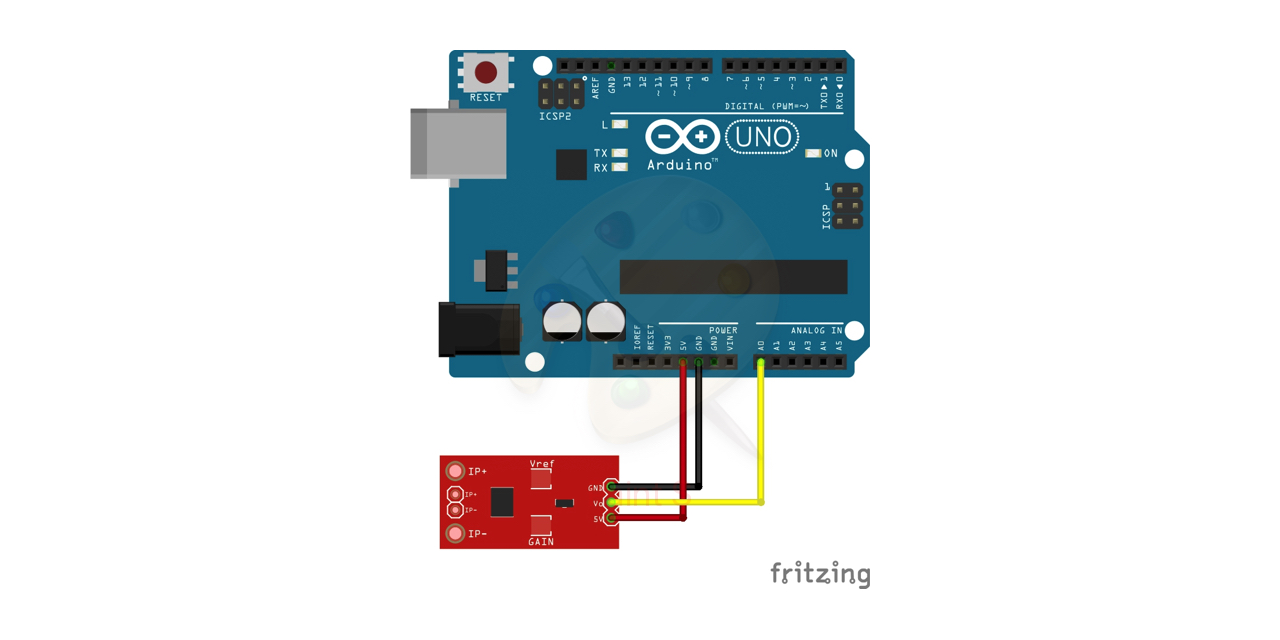 RESET
ICSP2
AREF
GND
13
12
~11
~10
~9
8
7
~6
~5
4
~3
2
TXO▶1
RXO◀0
DIGITAL (PWM=~)
L
TX
RX
UNO
Arduino™
ON
1
ICSP
IOREF
RESET
3V3
5V
GND
GND
VIN
POWER
ANALOG IN
A0
A1
A2
A3
A4
A5
IP+
IP+
IP-
IP-
Vref
GAIN
GND
Vo
5V
fritzing